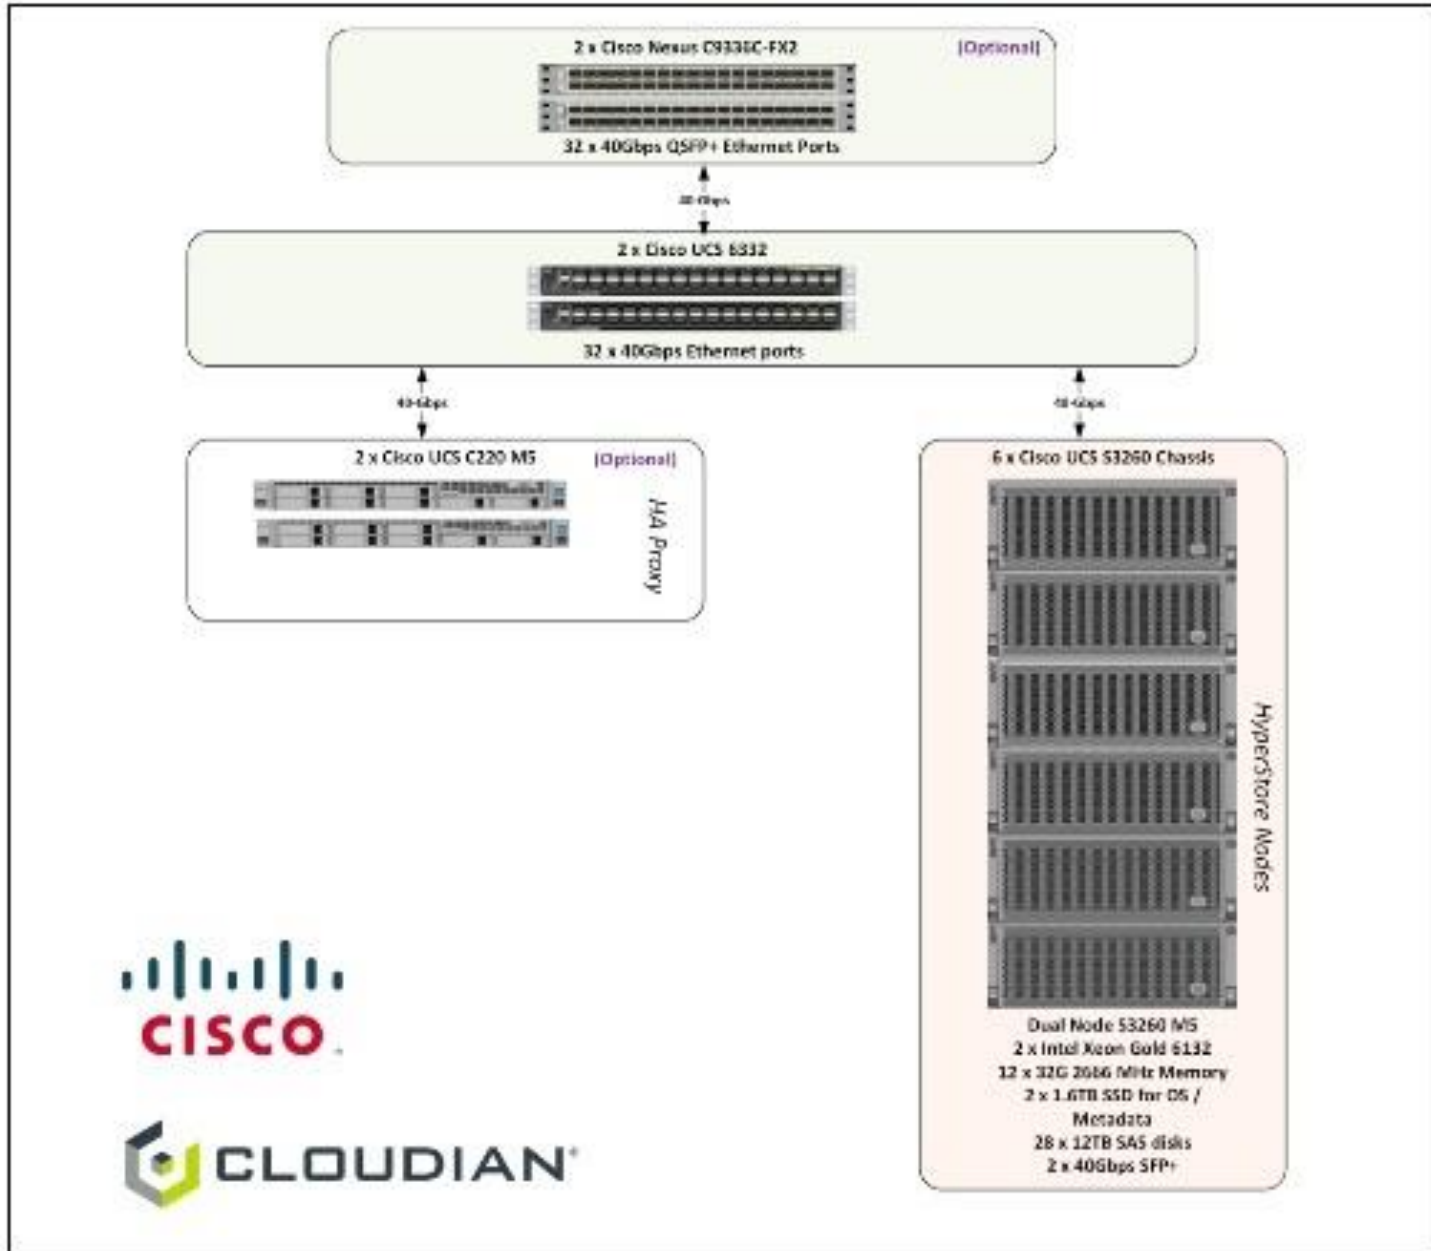 2 x Cisco Nexus C9336C-FX2
(Optional)
32 x 40Gbps QSFP+ Ethernet Ports
40-Gbps
2 x Cisco UCS 6332
32 x 40Gbps Ethernet ports
40-Gbps
40-Gbps
2 x Cisco UCS C220 M5
(Optional)
HA Proxy
6 x Cisco UCS S3260 Chassis
HyperStore Nodes
Dual Node S3260 M5
2 x Intel Xeon Gold 6132
12 x 32G 2666 MHz Memory
2 x 1.6TB SSD for OS /
Metadata
28 x 12TB SAS disks
2 x 40Gbps SFP+
CISCO
CLOUDIAN